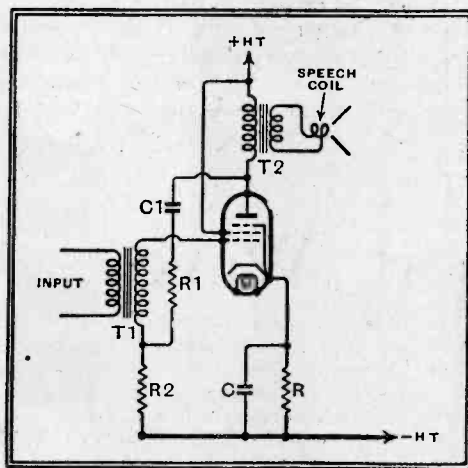 +HT
SPEECH
COIL
T2
C1
INPUT
R1
T1
R2
C
R
-HT